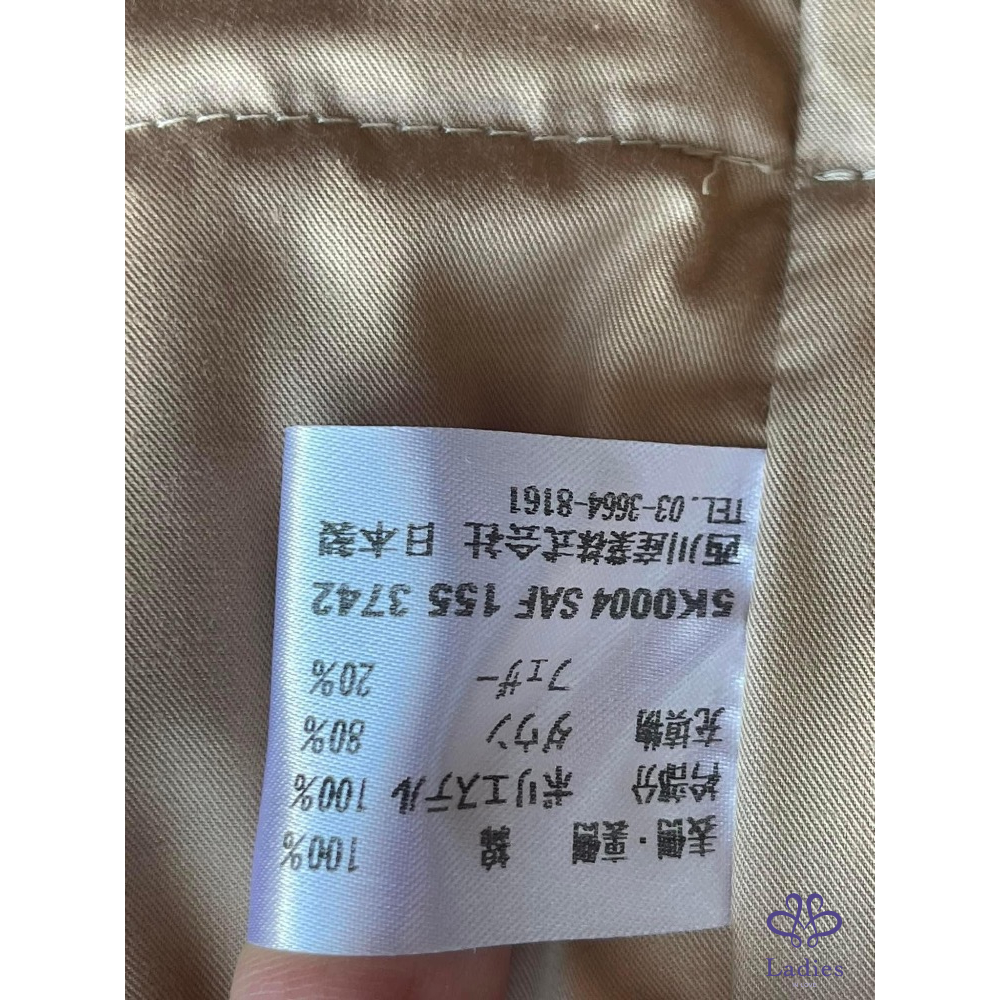 表側・裏側 綿 100%
衿部分 ポリエステル 100%
充填物 ダウン 80%
フェザー 20%
5K0004 SAF 155 3742
西川産業株式会社 日本製
TEL. 03-3664-8161
Ladies